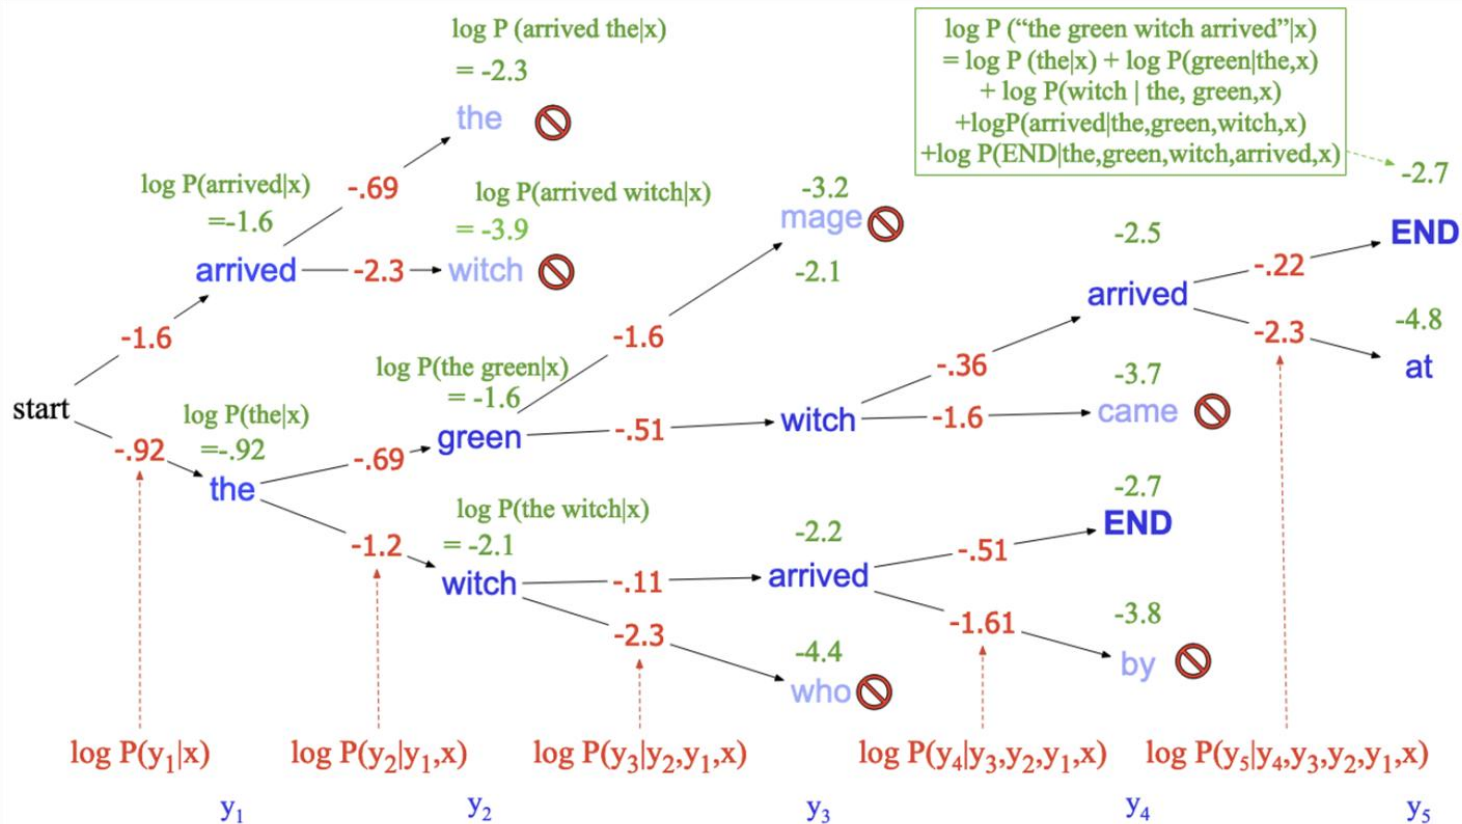 log P (arrived the|x)
= -2.3
the
log P ("the green witch arrived"|x)
= log P (the|x) + log P(green|the,x)
+ log P(witch | the, green,x)
+logP(arrived|the,green,witch,x)
+log P(END|the,green,witch,arrived,x)
-2.7
END
log P(arrived|x)
=-1.6
arrived
-.69
log P(arrived witch|x)
= -3.9
-2.3
witch
-3.2
mage
-2.1
-2.5
arrived
-.22
-2.3
-4.8
at
-1.6
-1.6
start
log P(the|x)
=-.92
-.92
the
log P(the green|x)
= -1.6
green
-.69
-.51
witch
-.36
-1.6
-3.7
came
-1.2
log P(the witch|x)
= -2.1
witch
-.11
-2.3
-2.2
arrived
-.51
-1.61
-2.7
END
-3.8
by
-4.4
who
log P(y₁|x)
log P(y₂|y₁,x)
log P(y₃|y₂,y₁,x)
log P(y₄|y₃,y₂,y₁,x)
log P(y₅|y₄,y₃,y₂,y₁,x)
y₁
y₂
y₃
y₄
y₅